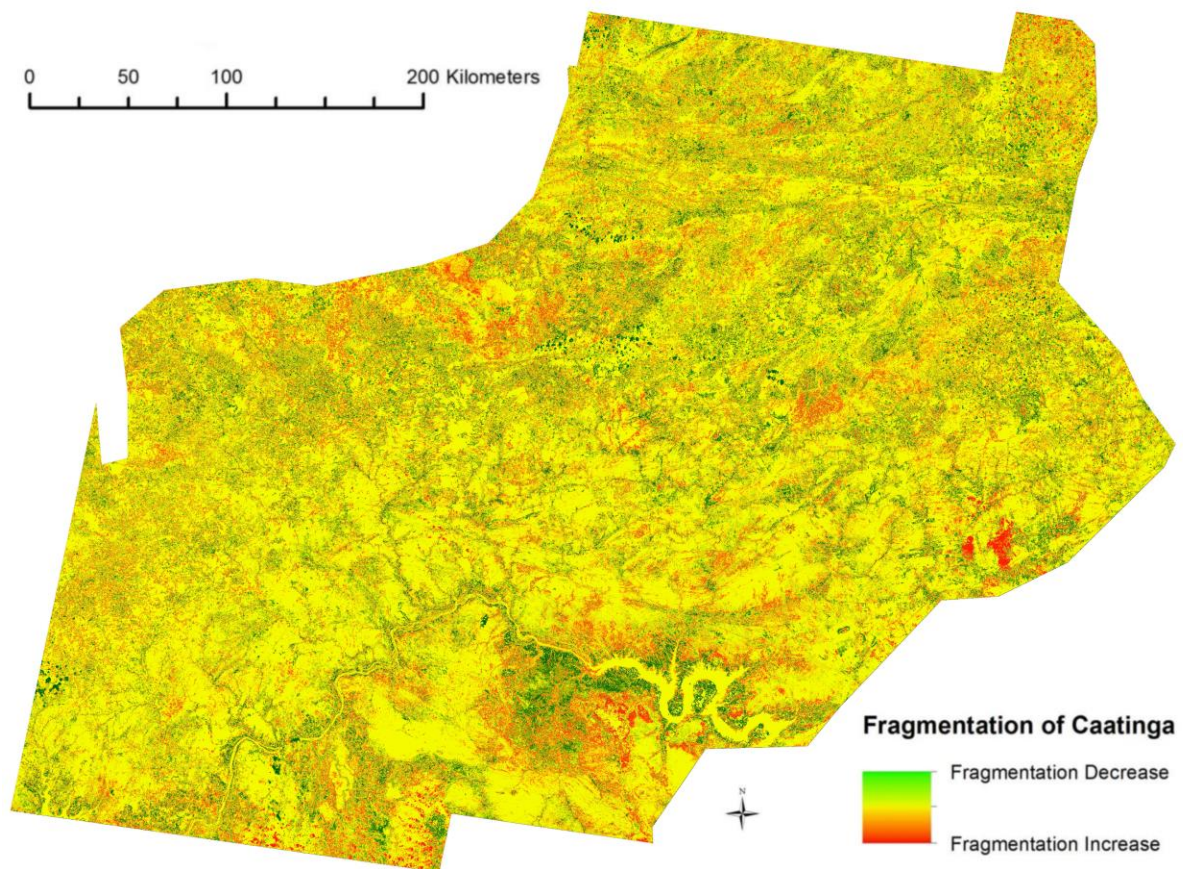 0 50 100 200 Kilometers
N
Fragmentation of Caatinga
Fragmentation Decrease
Fragmentation Increase